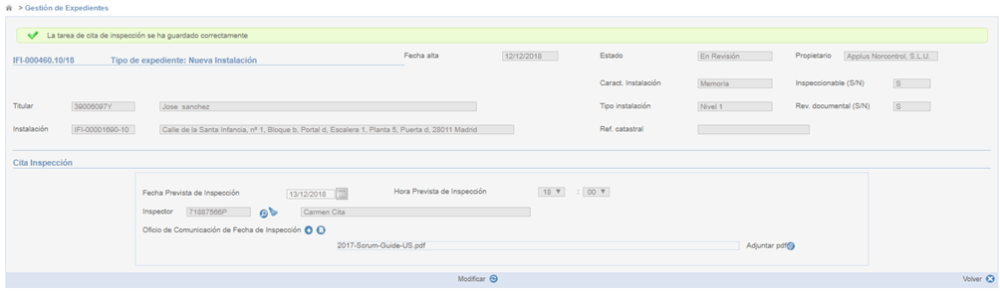 > Gestión de Expedientes
La tarea de cita de inspección se ha guardado correctamente
IFI-000460.10/18 Tipo de expediente: Nueva Instalación Fecha alta 12/12/2018 Estado En Revisión Propietario Applus Norcontrol, S.L.U.
Caract. Instalación Memoria Inspeccionable (S/N) S
Titular 39006097Y Jose sanchez Tipo instalación Nivel 1 Rev. documental (S/N) S
Instalación IFI-00001690-10 Calle de la Santa Infancia, nº 1, Bloque b, Portal d, Escalera 1, Planta 5, Puerta d, 28011 Madrid Ref. catastral
Cita Inspección
Fecha Prevista de Inspección 13/12/2018 Hora Prevista de Inspección 18 : 00
Inspector 71887566P Carmen Cita
Oficio de Comunicación de Fecha de Inspección
2017-Scrum-Guide-US.pdf Adjuntar pdf
Modificar Volver